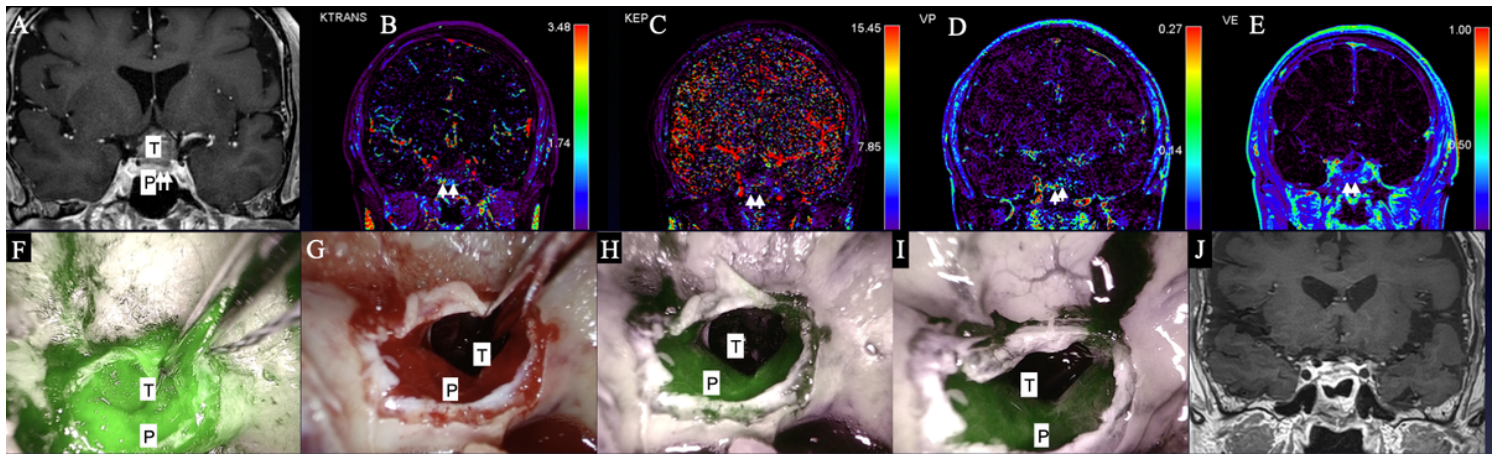 A
T
P
KTRANS
B
3.48
1.74
KEP
C
15.45
7.85
VP
D
0.27
0.14
VE
E
1.00
0.50
F
T
P
G
T
P
H
T
P
I
T
P
J